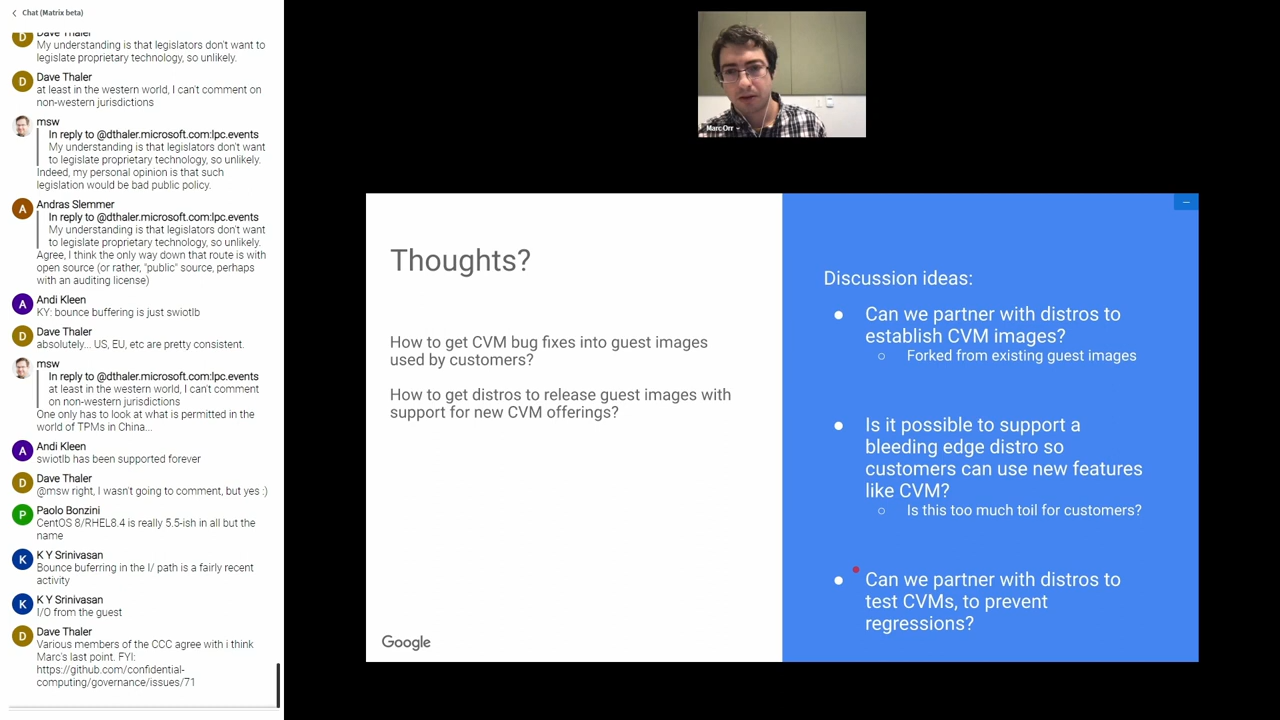 Chat (Matrix beta)
Dave Thaler
My understanding is that legislators don't want to
legislate proprietary technology, so unlikely.
Dave Thaler
at least in the western world, I can't comment on
non-western jurisdictions
msw
In reply to @dthaler.microsoft.com:lpc.events
My understanding is that legislators don't want
to legislate proprietary technology, so unlikely.
Indeed, my personal opinion is that such
legislation would be bad public policy.
Andras Slemmer
In reply to @dthaler.microsoft.com:lpc.events
My understanding is that legislators don't want
to legislate proprietary technology, so unlikely.
Agree, I think the only way down that route is with
open source (or rather, "public" source, perhaps
with an auditing license)
Andi Kleen
KY: bounce buffering is just swiotlb
Dave Thaler
absolutely... US, EU, etc are pretty consistent.
msw
In reply to @dthaler.microsoft.com:lpc.events
at least in the western world, I can't comment
on non-western jurisdictions
One only has to look at what is permitted in the
world of TPMs in China...
Andi Kleen
swiotlb has been supported forever
Dave Thaler
@msw right, I wasn't going to comment, but yes :)
Paolo Bonzini
CentOS 8/RHEL8.4 is really 5.5-ish in all but the
name
K Y Srinivasan
Bounce buferring in the I/ path is a fairly recent
activity
K Y Srinivasan
I/O from the guest
Dave Thaler
Various members of the CCC agree with i think
Marc's last point. FYI:
https://github.com/confidential-
computing/governance/issues/71
D
D
A
A
D
A
D
P
K
K
D
Marc Orr
Thoughts?
How to get CVM bug fixes into guest images
used by customers?
How to get distros to release guest images with
support for new CVM offerings?
Google
Discussion ideas:
● Can we partner with distros to
establish CVM images?
○ Forked from existing guest images
● Is it possible to support a
bleeding edge distro so
customers can use new features
like CVM?
○ Is this too much toil for customers?
● Can we partner with distros to
test CVMs, to prevent
regressions?